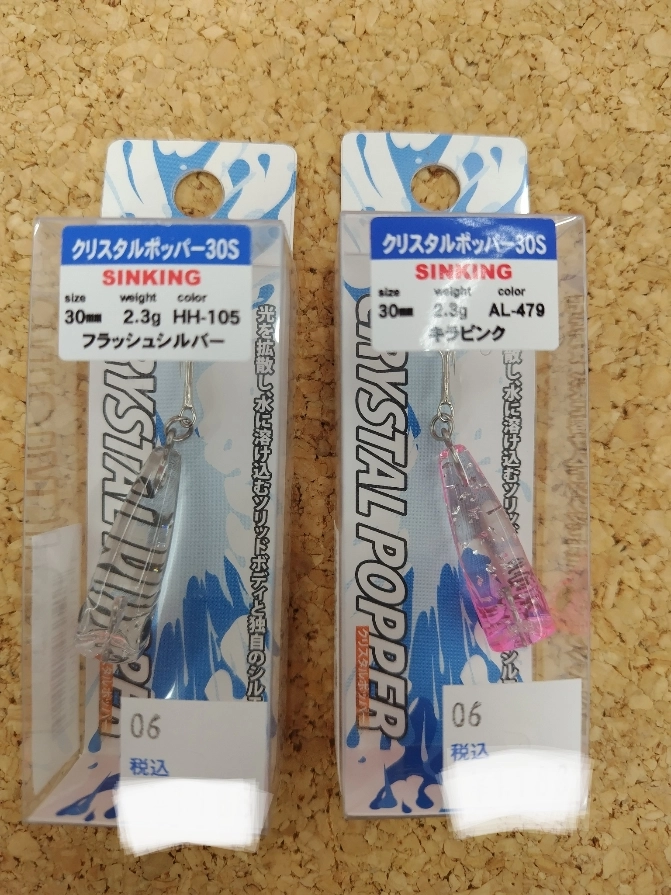 クリスタルポッパー30S
SINKING
size weight color
30mm 2.3g HH-105
フラッシュシルバー
光を拡散し、水に溶け込むソリッドボディと独自のシル
06
税込
クリスタルポッパー30S
SINKING
size weight color
30mm 2.3g AL-479
キラピンク
CRYSTAL POPPER
クリスタルポッパー
06
税込